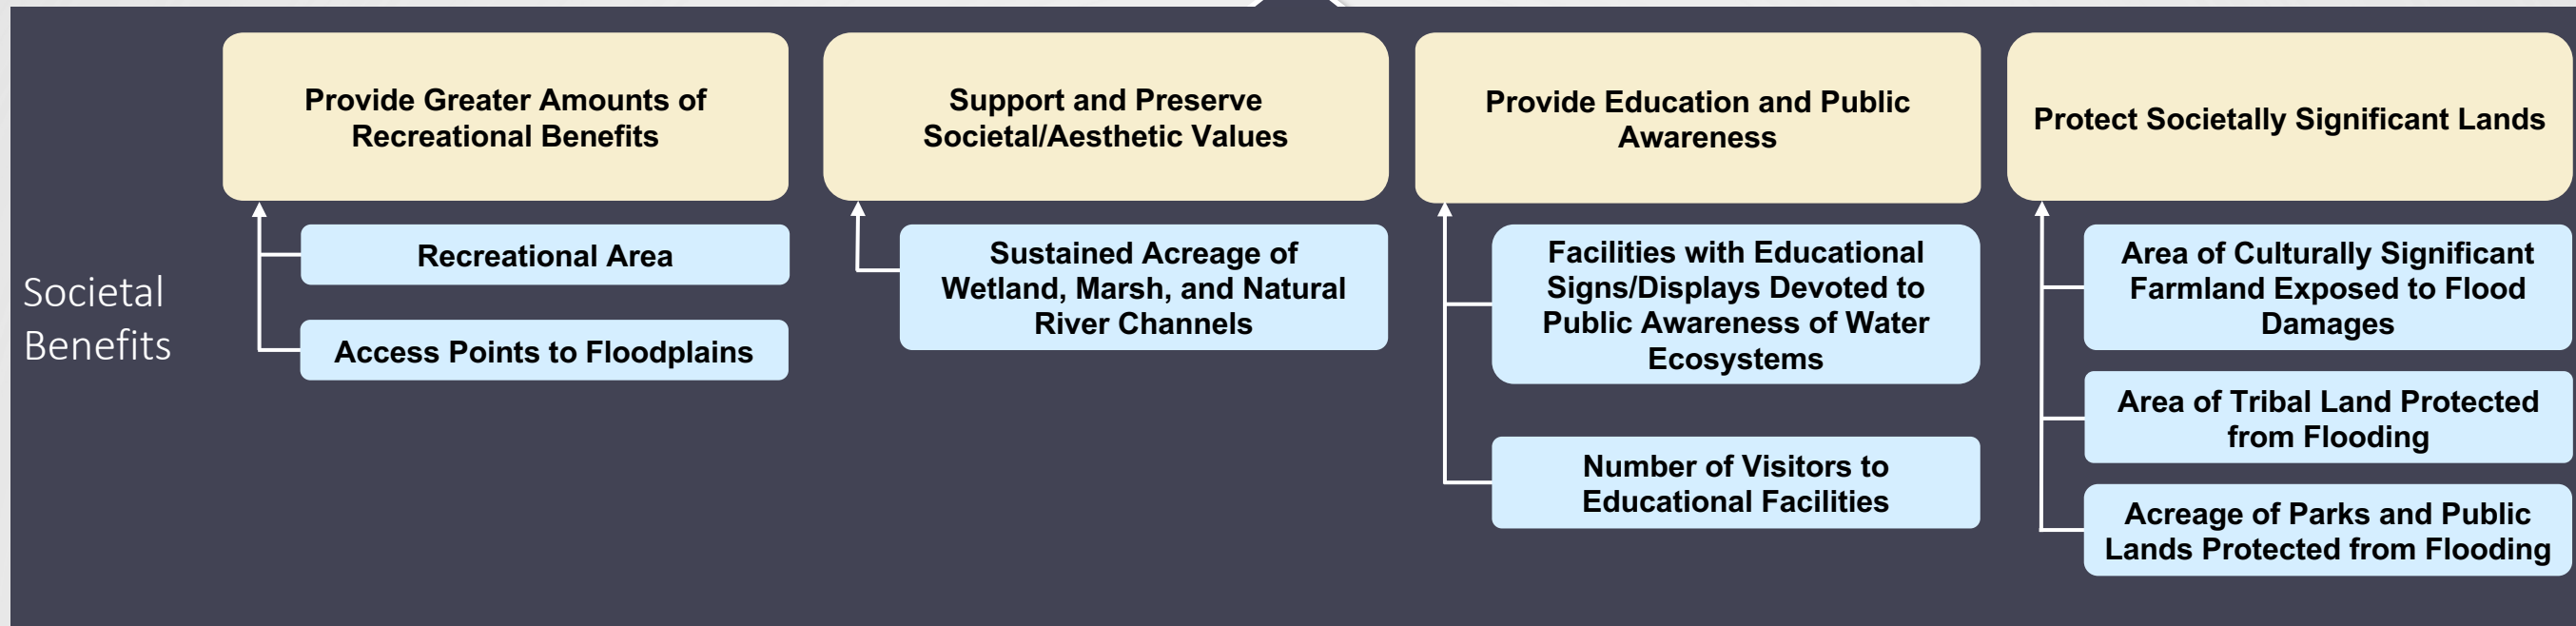 Societal
Benefits
Provide Greater Amounts of
Recreational Benefits
Recreational Area
Access Points to Floodplains
Support and Preserve
Societal/Aesthetic Values
Sustained Acreage of
Wetland, Marsh, and Natural
River Channels
Provide Education and Public
Awareness
Facilities with Educational
Signs/Displays Devoted to
Public Awareness of Water
Ecosystems
Number of Visitors to
Educational Facilities
Protect Societally Significant Lands
Area of Culturally Significant
Farmland Exposed to Flood
Damages
Area of Tribal Land Protected
from Flooding
Acreage of Parks and Public
Lands Protected from Flooding